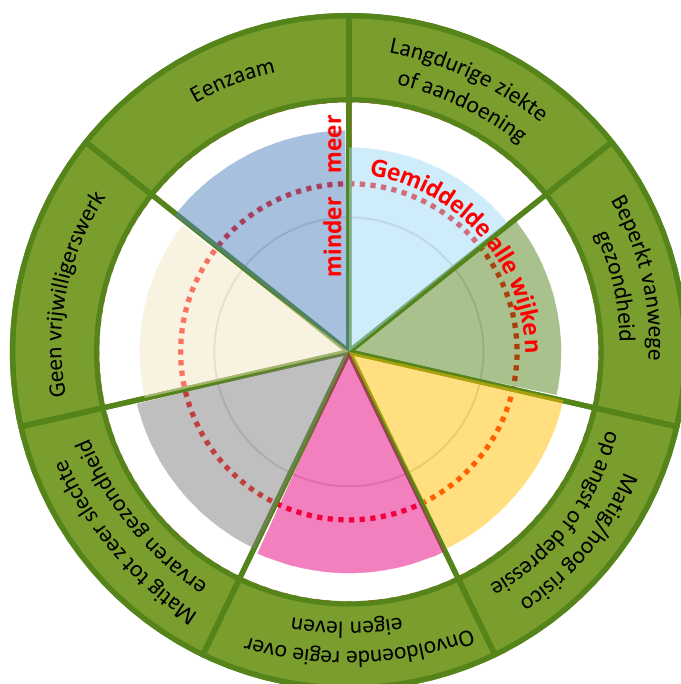 Langdurige ziekte
of aandoening
Beperkt vanwege
gezondheid
Matig/hoog risico
op angst of depressie
Onvoldoende regie over
eigen leven
Matig tot zeer slechte
ervaren gezondheid
Geen vrijwilligerswerk
Eenzaam
minder meer
Gemiddelde alle wijken